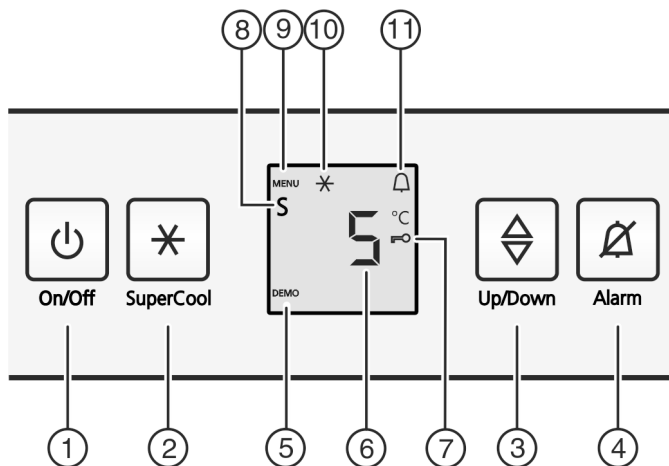 8 9 10 11
MENU
S
5 °C
DEMO
On/Off SuperCool Up/Down Alarm
1 2 5 6 7 3 4